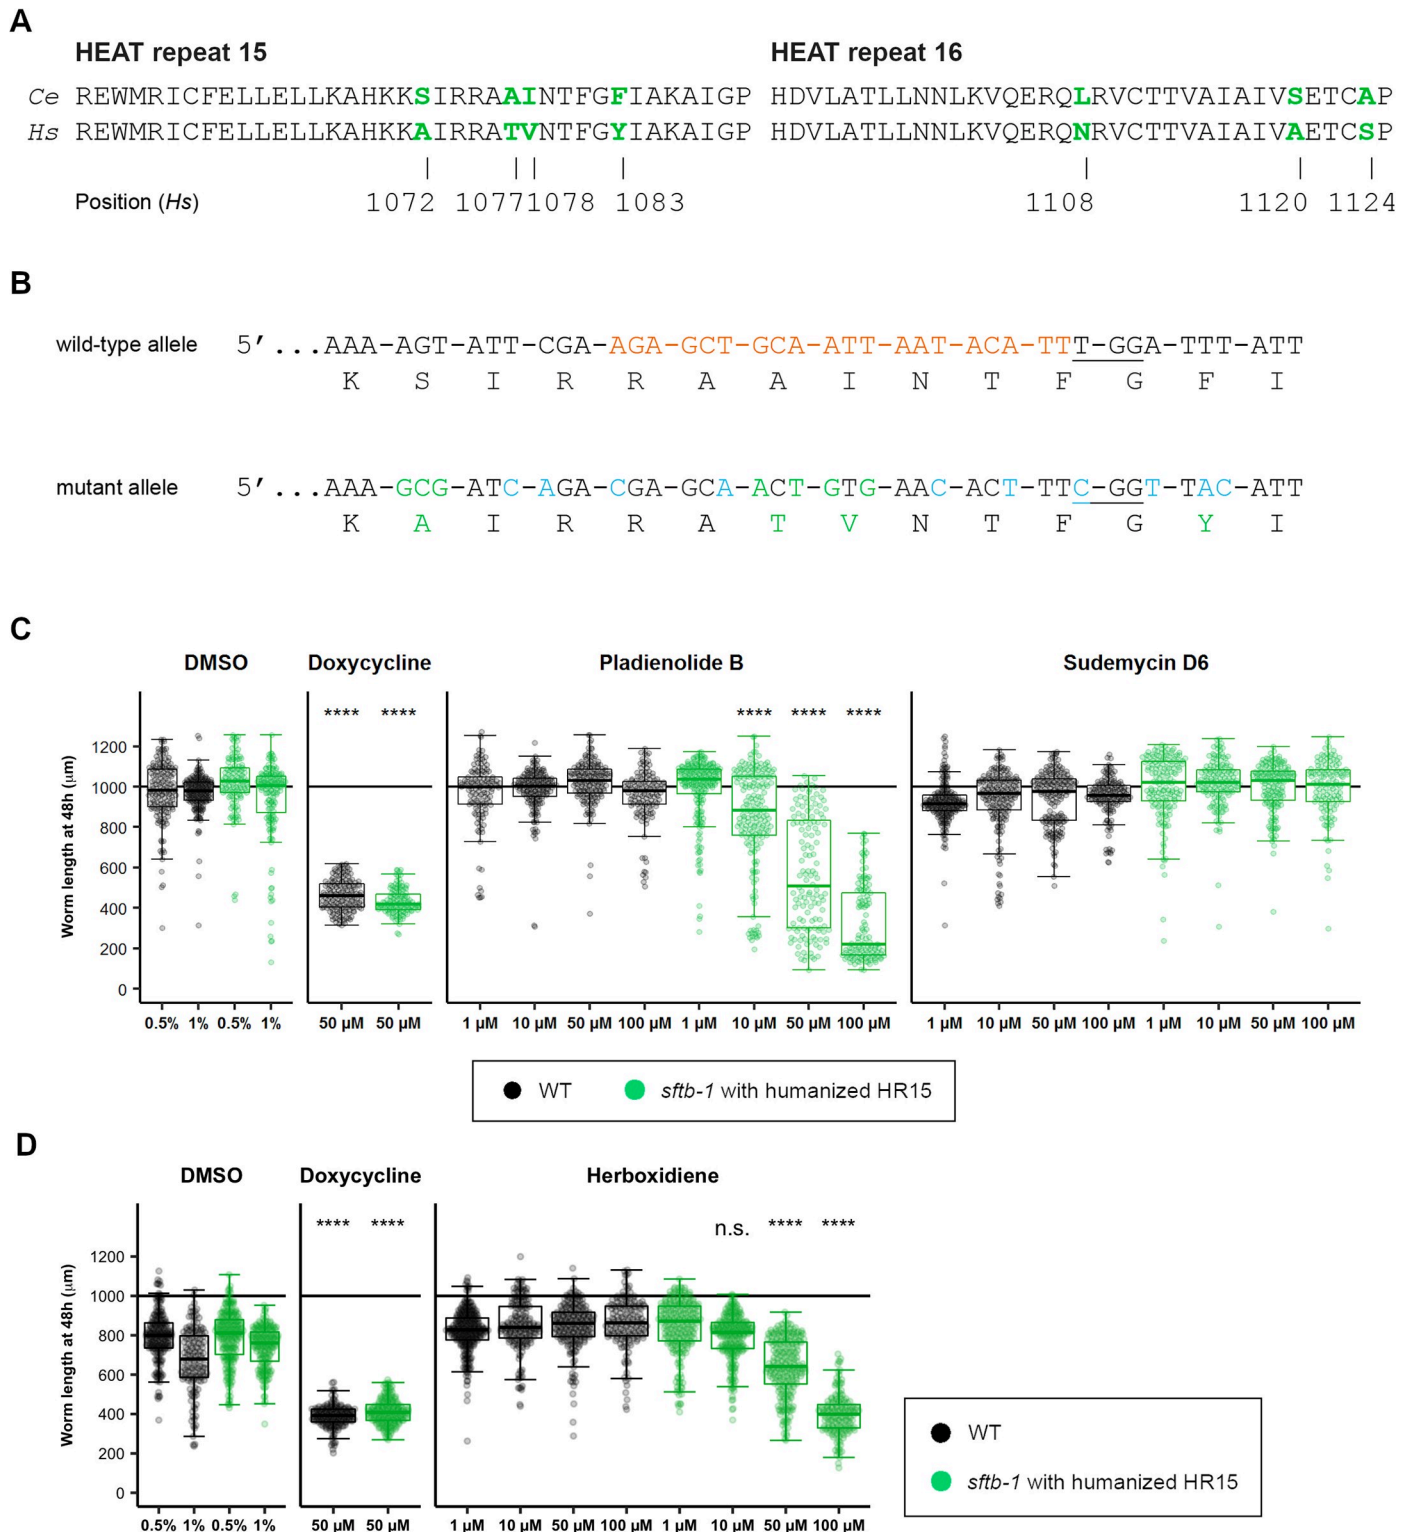 A
HEAT repeat 15 HEAT repeat 16
Ce REWMRICFELLELLKAHKKSIRRAAINTFGFIAKAIGP HDVLATLLNNLKVQERQLRVCTTVAIAIVSETCAP
Hs REWMRICFELLELLKAHKKAIRRATVNTFGYIAKAIGP HDVLATLLNNLKVQERQNRVCTTVAIAIVAETCSP
Position (Hs) 1072 1077 1078 1083 1108 1120 1124
B
wild-type allele 5’...AAA-AGT-ATT-CGA-AGA-GCT-GCA-ATT-AAT-ACA-TTT-GGA-TTT-ATT
K S I R R A A I N T F G F I
mutant allele 5’...AAA-GCG-ATC-AGA-CGA-GCA-ACT-GTG-AAC-ACT-TTC-GGT-TAC-ATT
K A I R R A T V N T F G Y I
C
DMSO Doxycycline Pladienolide B Sudemycin D6
**** **** **** **** ****
Worm length at 48h (μm)
1200
1000
800
600
400
200
0
0.5% 1% 0.5% 1% 50 μM 50 μM 1 μM 10 μM 50 μM 100 μM 1 μM 10 μM 50 μM 100 μM 1 μM 10 μM 50 μM 100 μM 1 μM 10 μM 50 μM 100 μM
WT sftb-1 with humanized HR15
D
DMSO Doxycycline Herboxidiene
**** **** n.s. **** ****
Worm length at 48h (μm)
1200
1000
800
600
400
200
0
0.5% 1% 0.5% 1% 50 μM 50 μM 1 μM 10 μM 50 μM 100 μM 1 μM 10 μM 50 μM 100 μM
WT
sftb-1 with humanized HR15